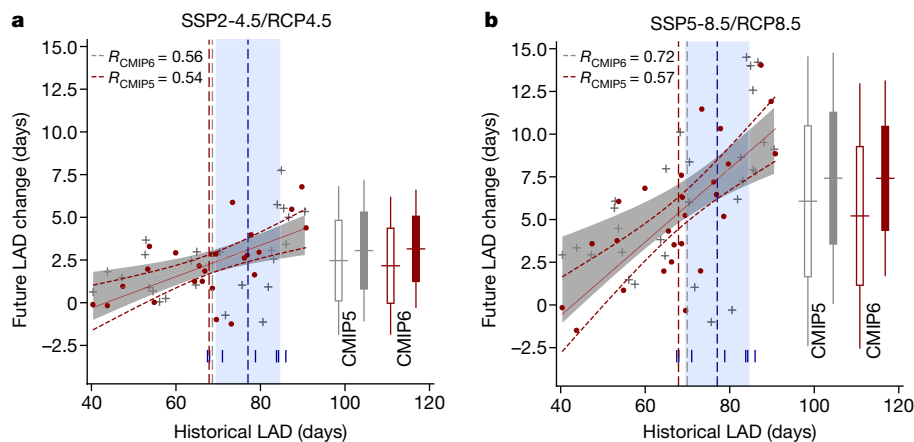 a
SSP2-4.5/RCP4.5
15.0
12.5
10.0
7.5
5.0
2.5
0
−2.5
Future LAD change (days)
R_CMIP6 = 0.56
R_CMIP5 = 0.54
CMIP5
CMIP6
40
60
80
100
120
Historical LAD (days)
b
SSP5-8.5/RCP8.5
15.0
12.5
10.0
7.5
5.0
2.5
0
−2.5
Future LAD change (days)
R_CMIP6 = 0.72
R_CMIP5 = 0.57
CMIP5
CMIP6
40
60
80
100
120
Historical LAD (days)